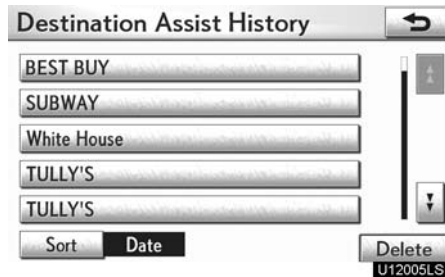 Destination Assist History
BEST BUY
SUBWAY
White House
TULLY'S
TULLY'S
Sort Date Delete
U12005LS